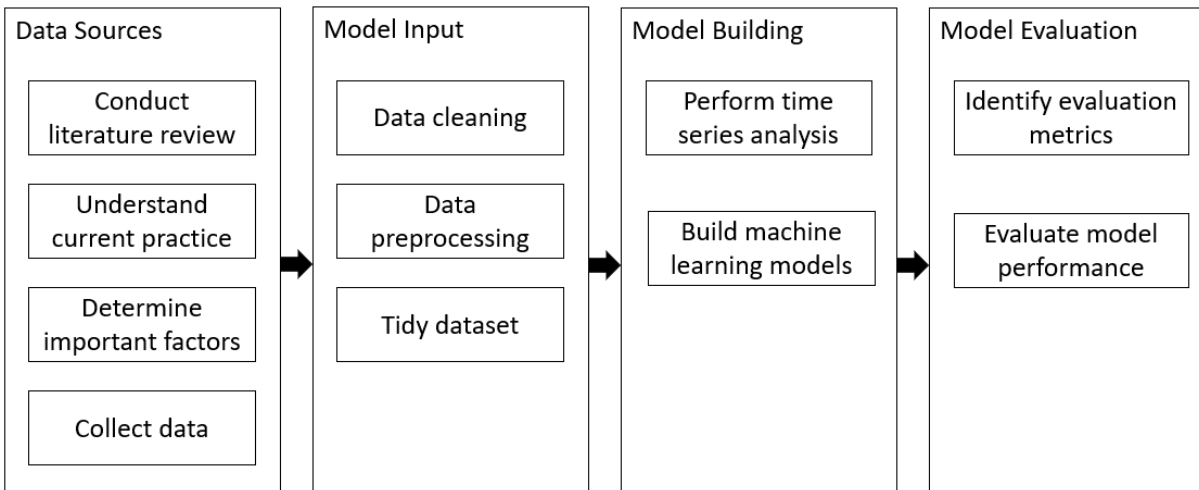 Data Sources
Conduct
literature review
Understand
current practice
Determine
important factors
Collect data
Model Input
Data cleaning
Data
preprocessing
Tidy dataset
Model Building
Perform time
series analysis
Build machine
learning models
Model Evaluation
Identify evaluation
metrics
Evaluate model
performance